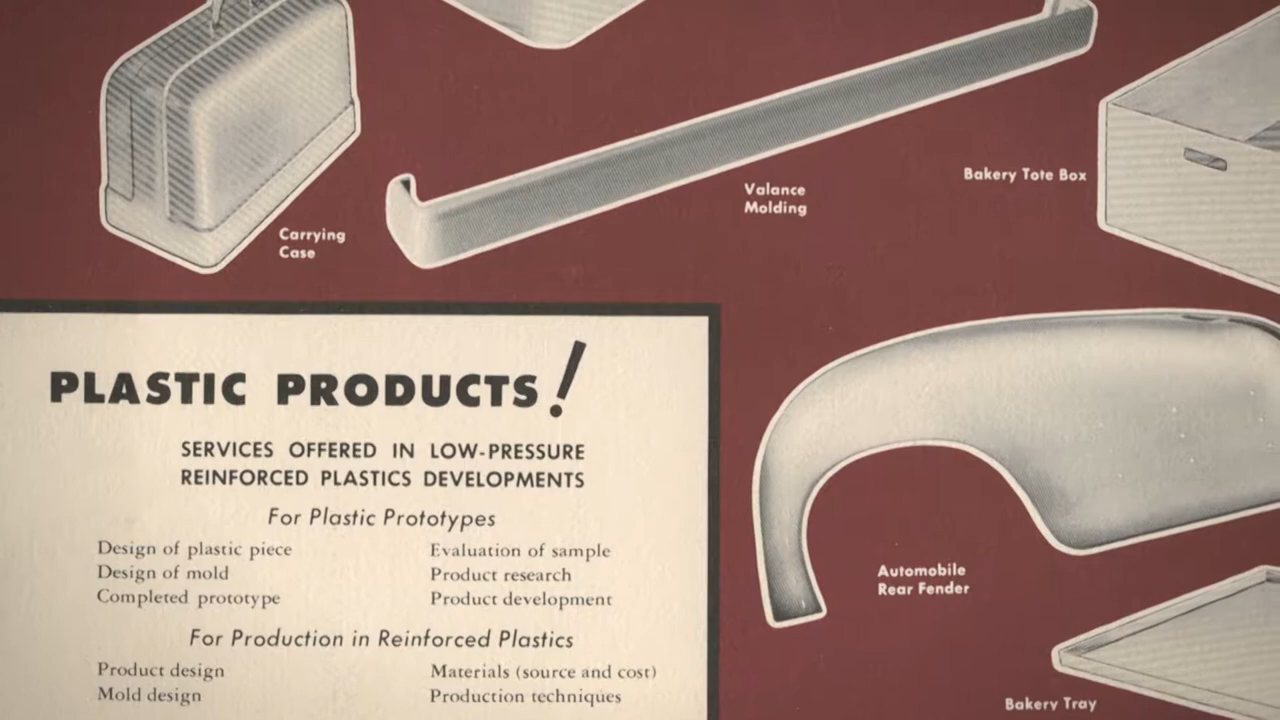 Carrying
Case
Valance
Molding
Bakery Tote Box
PLASTIC PRODUCTS!
SERVICES OFFERED IN LOW-PRESSURE
REINFORCED PLASTICS DEVELOPMENTS
For Plastic Prototypes
Design of plastic piece
Design of mold
Completed prototype
Evaluation of sample
Product research
Product development
For Production in Reinforced Plastics
Product design
Mold design
Materials (source and cost)
Production techniques
Automobile
Rear Fender
Bakery Tray